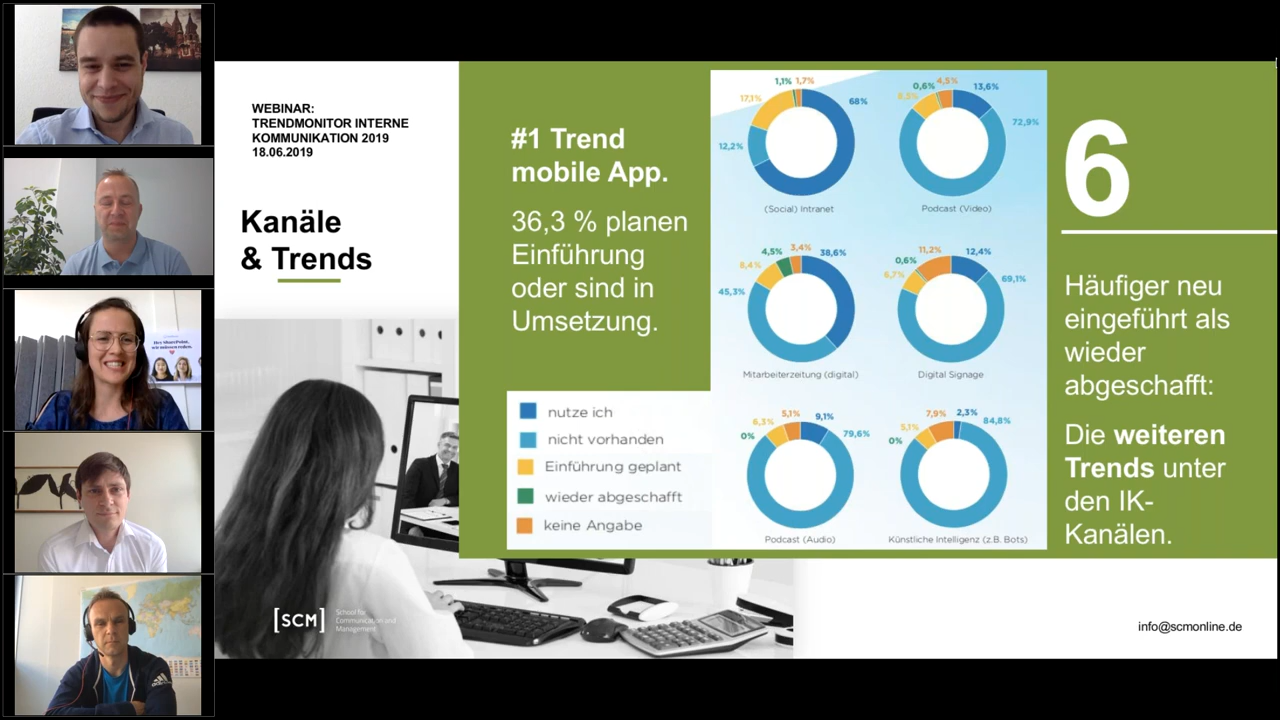 WEBINAR:
TRENDMONITOR INTERNE
KOMMUNIKATION 2019
18.06.2019
Kanäle
& Trends
#1 Trend
mobile App.
36,3 % planen
Einführung
oder sind in
Umsetzung.
nutze ich
nicht vorhanden
Einführung geplant
wieder abgeschafft
keine Angabe
1,1% 1,7%
17,1%
68%
12,2%
(Social) Intranet
0,6% 4,5%
13,6%
72,9%
Podcast (Video)
4,5% 3,4%
8,4%
38,6%
45,3%
Mitarbeiterzeitung (digital)
11,2%
0,6%
12,4%
6,7%
69,1%
Digital Signage
5,1%
6,3%
9,1%
0%
79,6%
Podcast (Audio)
7,9% 2,3%
5,1%
84,8%
0%
Künstliche Intelligenz (z.B. Bots)
6
Häufiger neu
eingeführt als
wieder
abgeschafft:
Die weiteren
Trends unter
den IK-
Kanälen.
[SCM]
School for
Communication and
Management
info@scmonline.de
Hey SharePoint,
wir müssen reden.
adidas